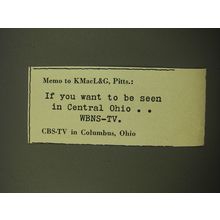 Memo to KMacL&G, Pitts.:
If you want to be seen
in Central Ohio . .
WBNS-TV.
CBS-TV in Columbus, Ohio